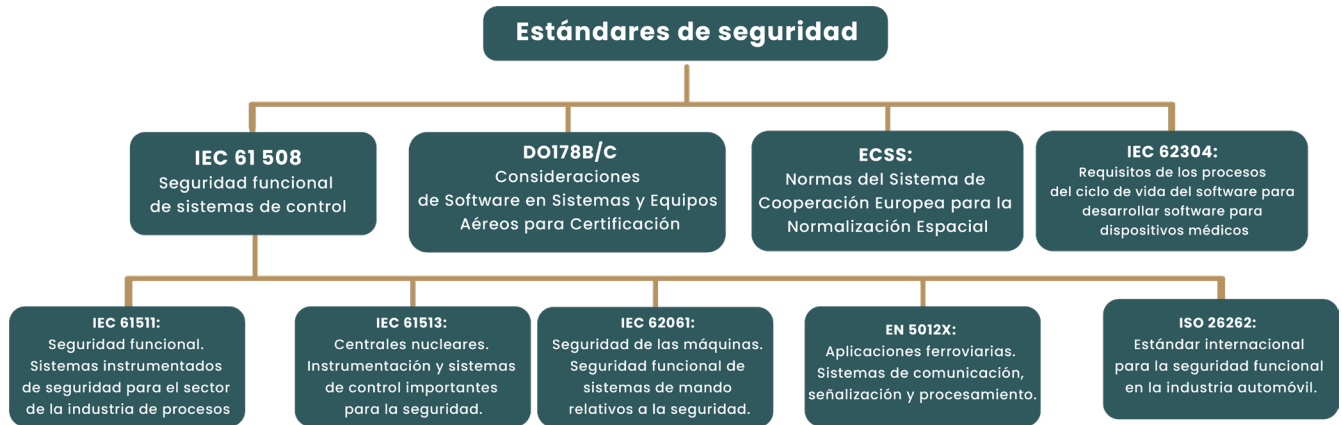 Estándares de seguridad
IEC 61 508
Seguridad funcional
de sistemas de control
DO178B/C
Consideraciones
de Software en Sistemas y Equipos
Aéreos para Certificación
ECSS:
Normas del Sistema de
Cooperación Europea para la
Normalización Espacial
IEC 62304:
Requisitos de los procesos
del ciclo de vida del software para
desarrollar software para
dispositivos médicos
IEC 61511:
Seguridad funcional.
Sistemas instrumentados
de seguridad para el sector
de la industria de procesos
IEC 61513:
Centrales nucleares.
Instrumentación y sistemas
de control importantes
para la seguridad.
IEC 62061:
Seguridad de las máquinas.
Seguridad funcional de
sistemas de mando
relativos a la seguridad.
EN 5012X:
Aplicaciones ferroviarias.
Sistemas de comunicación,
señalización y procesamiento.
ISO 26262:
Estándar internacional
para la seguridad funcional
en la industria automóvil.